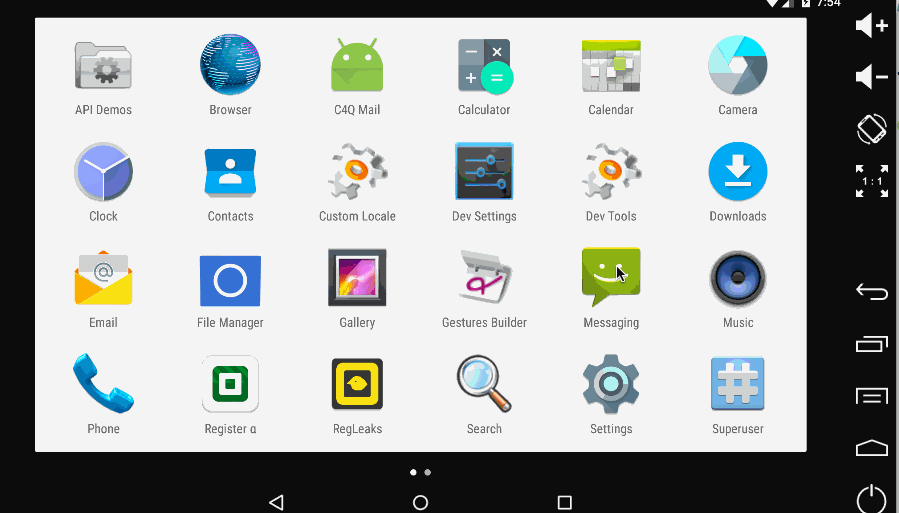 7:54
API Demos
Browser
C4Q Mail
Calculator
Calendar
Camera
Clock
Contacts
Custom Locale
Dev Settings
Dev Tools
Downloads
Email
File Manager
Gallery
Gestures Builder
Messaging
Music
Phone
Register α
RegLeaks
Search
Settings
Superuser
1 : 1